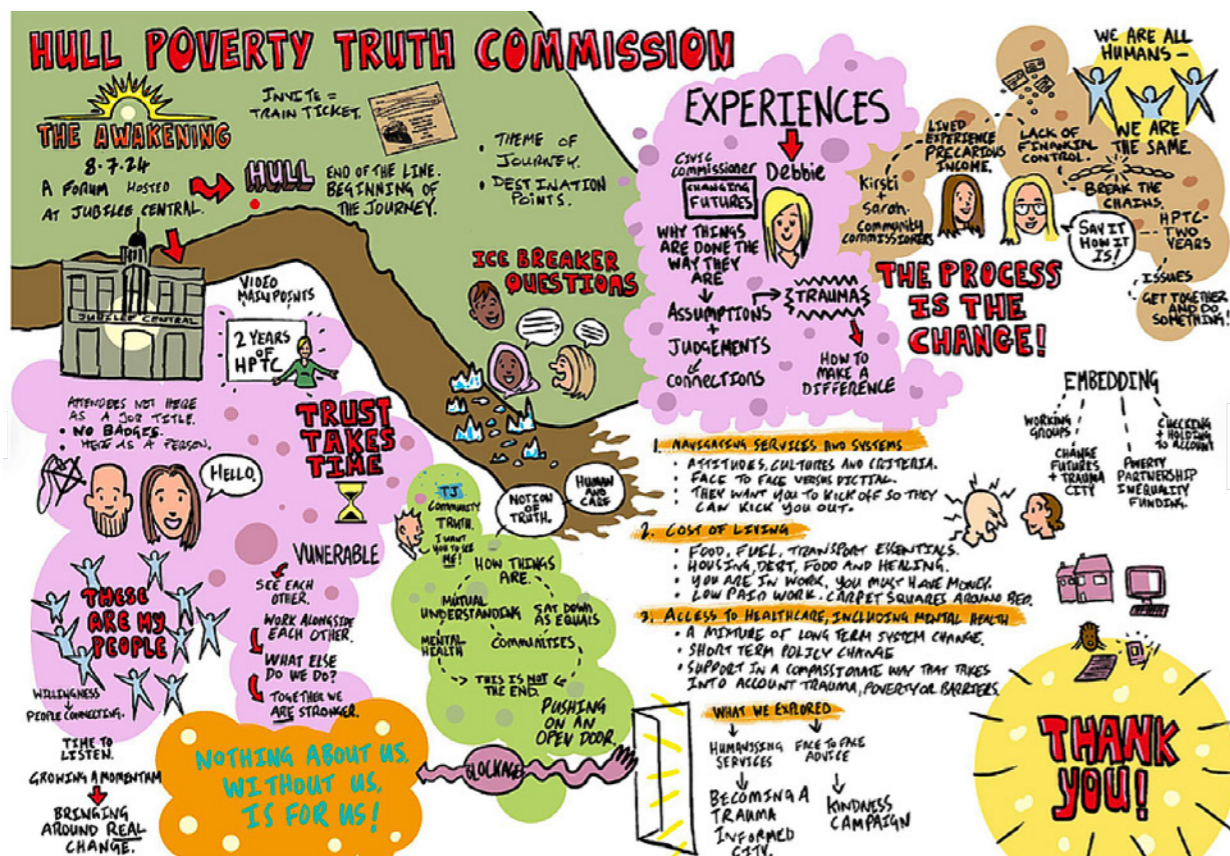 HULL POVERTY TRUTH COMMISSION
THE AWAKENING
8-7-24
A FORUM HOSTED
AT JUBILEE CENTRAL.
INVITE =
TRAIN TICKET.
HULL
END OF THE LINE.
BEGINNING OF
THE JOURNEY.
• THEME OF
JOURNEY.
• DESTINATION
POINTS.
JUBILEE CENTRAL
VIDEO
MAIN POINTS
2 YEARS
OF
HPTC
ICE BREAKER
QUESTIONS
ATTENDEES NOT HERE
AS A JOB TITLE.
• NO BADGES.
• HERE AS A PERSON.
HELLO.
TRUST
TAKES
TIME
THESE
ARE MY
PEOPLE
WILLINGNESS
PEOPLE CONNECTING.
TIME TO
LISTEN.
GROWING A MOMENTUM
BRINGING
AROUND REAL
CHANGE.
VUNERABLE
SEE EACH
OTHER.
WORK ALONGSIDE
EACH OTHER.
WHAT ELSE
DO WE DO?
TOGETHER WE
ARE STRONGER.
NOTHING ABOUT US,
WITHOUT US,
IS FOR US!
BLOCKAGE
TJ
COMMUNITY
TRUTH.
I WANT
YOU TO SEE
ME!
NOTION
OF
TRUTH.
HUMAN
AND
CARE
HOW THINGS
ARE.
MUTUAL
UNDERSTANDING
SAT DOWN
AS EQUALS
MENTAL
HEALTH
COMMUNITIES
THIS IS NOT
THE END.
PUSHING
ON AN
OPEN DOOR.
EXPERIENCES
CIVIC
COMMISSIONER
Debbie
CHANGING
FUTURES
WHY THINGS
ARE DONE THE
WAY THEY
ARE
ASSUMPTIONS
+
JUDGEMENTS
CONNECTIONS
TRAUMA
HOW TO
MAKE A
DIFFERENCE
Kirsti
+
Sarah-
Community
Commissioners
LIVED
EXPERIENCE
PRECARIOUS
INCOME.
LACK OF
FINANCIAL
CONTROL.
WE ARE ALL
HUMANS —
WE ARE
THE SAME.
BREAK THE
CHAINS.
SAY IT
HOW IT
IS!
HPTC-
TWO
YEARS
ISSUES
GET TOGETHER
AND DO
SOMETHING!
THE PROCESS
IS THE
CHANGE!
EMBEDDING
WORKING
GROUPS
CHANGE
FUTURES
+ TRAUMA
CITY
POVERTY
PARTNERSHIP
INEQUALITY
FUNDING.
CHECKING
+ HOLDING
TO ACCOUNT
1. NAVIGATING SERVICES AND SYSTEMS
• ATTITUDES, CULTURES AND CRITERIA.
• FACE TO FACE VERSUS DIGITIAL.
• THEY WANT YOU TO KICK OFF SO THEY
CAN KICK YOU OUT.
2. COST OF LIVING
• FOOD, FUEL, TRANSPORT ESSENTIALS.
• HOUSING, DEBT, FOOD AND HEALING.
• YOU ARE IN WORK, YOU MUST HAVE MONEY.
• LOW PAID WORK. CARPET SQUARES AROUND BED.
3. ACCESS TO HEALTHCARE, INCLUDING MENTAL HEALTH
• A MIXTURE OF LONG TERM SYSTEM CHANGE.
• SHORT TERM POLICY CHANGE
• SUPPORT IN A COMPASSIONATE WAY THAT TAKES
INTO ACCOUNT TRAUMA, POVERTY OR BARRIERS.
WHAT WE EXPLORED
HUMANISING
SERVICES
BECOMING A
TRAUMA
INFORMED
CITY.
FACE TO FACE
ADVICE
KINDNESS
CAMPAIGN
THANK
YOU!